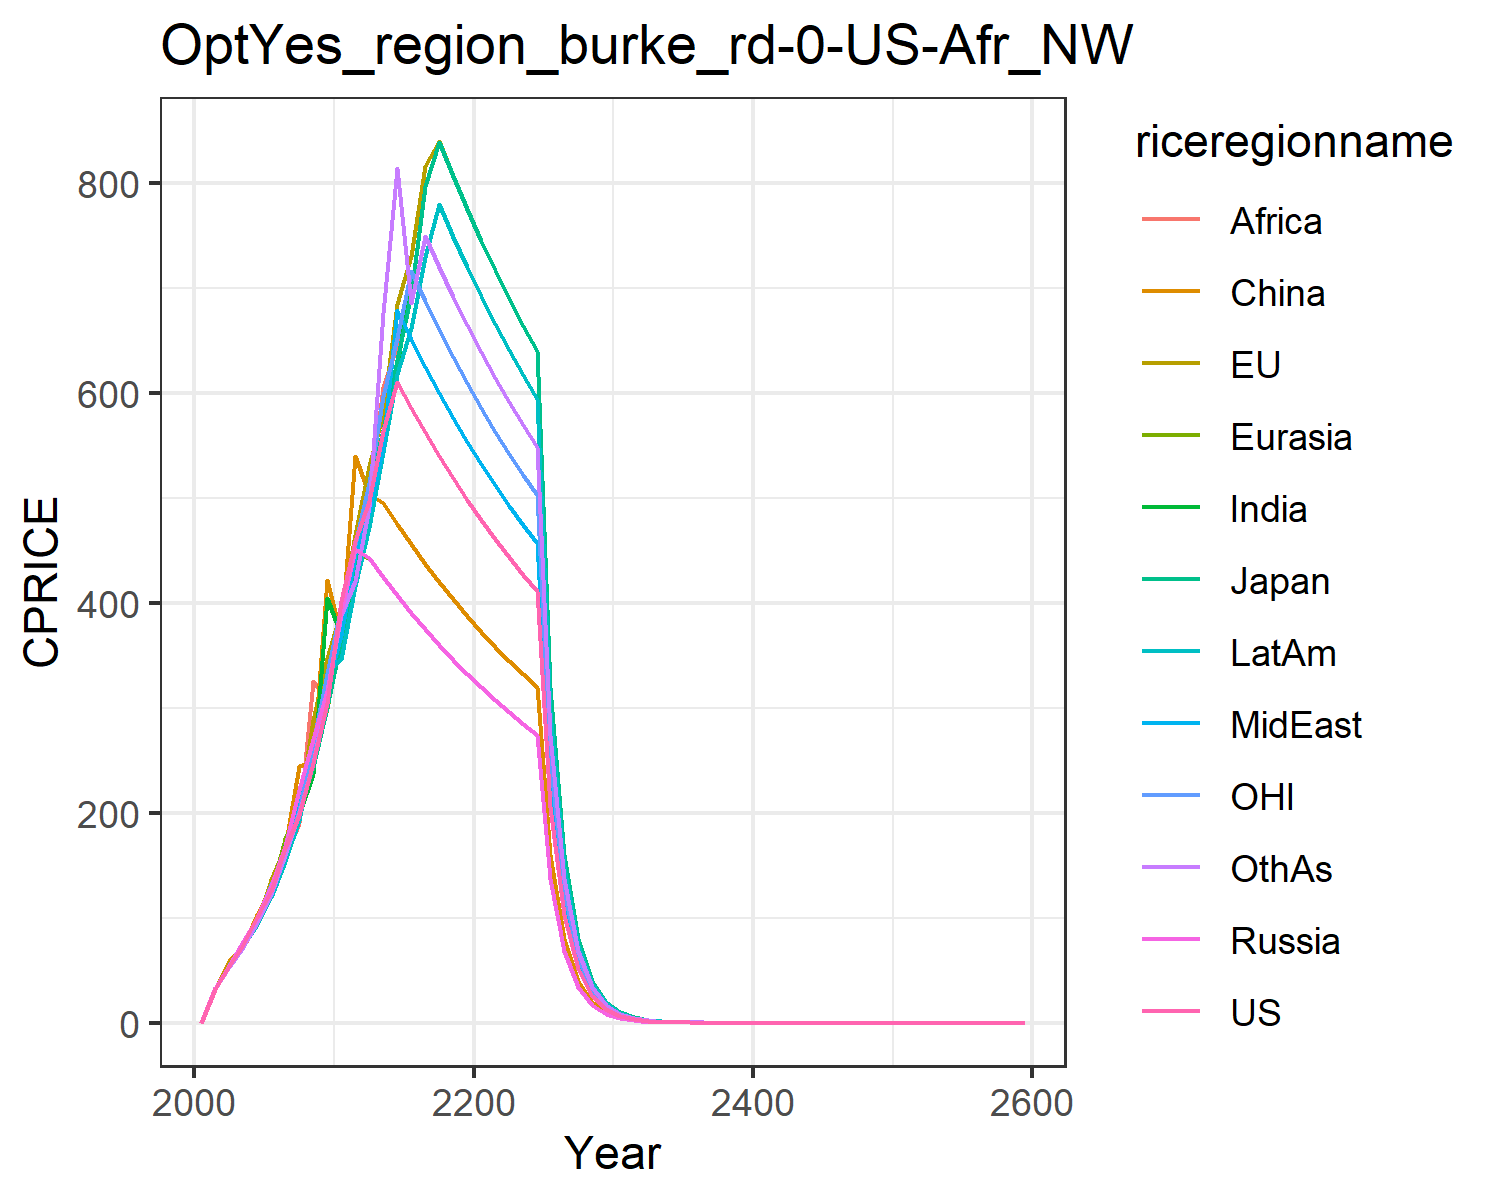 OptYes_region_burke_rd-0-US-Afr_NW
CPRICE
800
600
400
200
0
2000
2200
2400
2600
Year
riceregionname
Africa
China
EU
Eurasia
India
Japan
LatAm
MidEast
OHI
OthAs
Russia
US